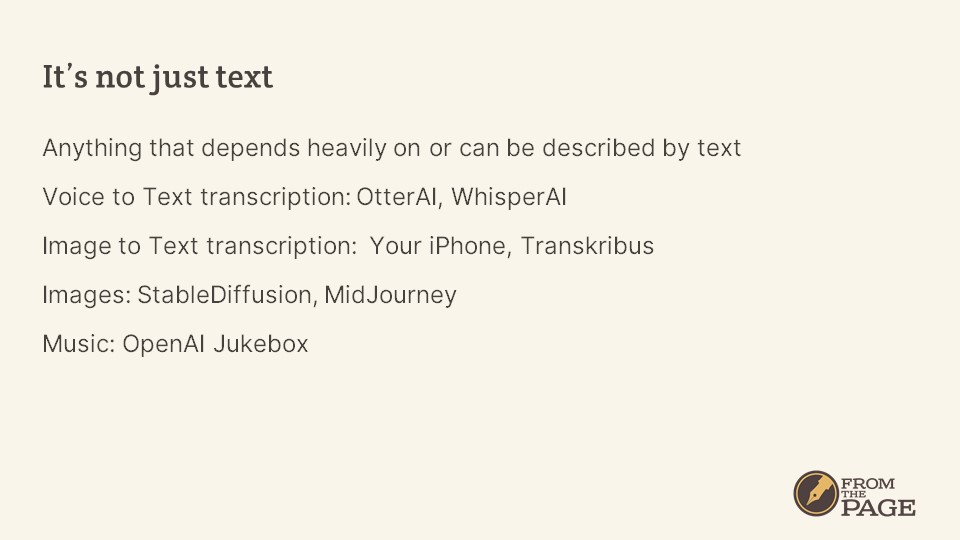 It’s not just text
Anything that depends heavily on or can be described by text
Voice to Text transcription: OtterAI, WhisperAI
Image to Text transcription:  Your iPhone, Transkribus
Images: StableDiffusion, MidJourney
Music: OpenAI Jukebox
FROM
THE
PAGE